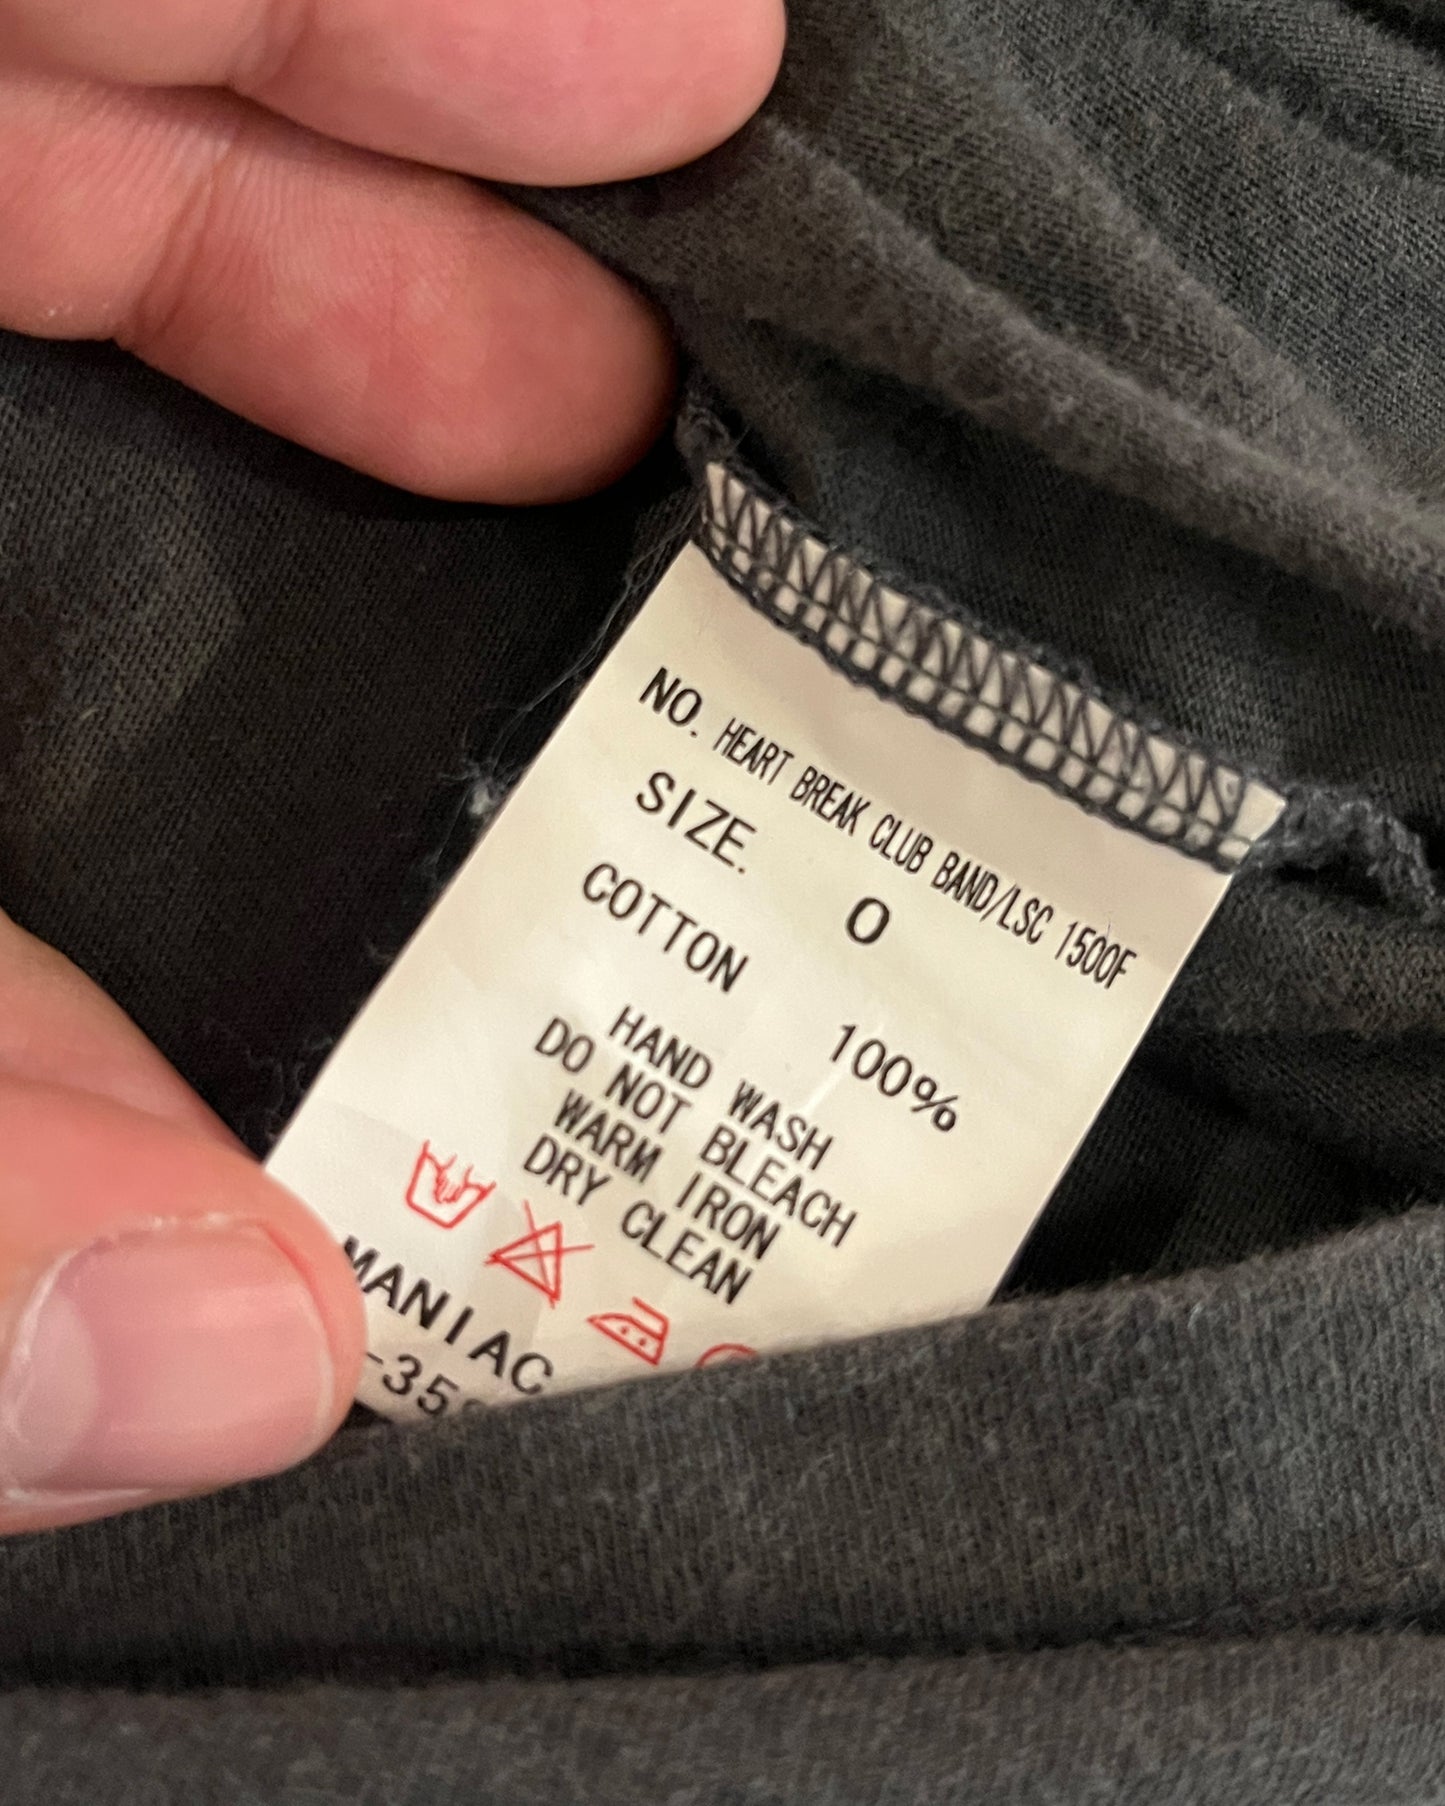 NO. HEART BREAK CLUB BAND/LSC 1500F
SIZE. 0
COTTON 100%
HAND WASH
DO NOT BLEACH
WARM IRON
DRY CLEAN
MANIAC
-35